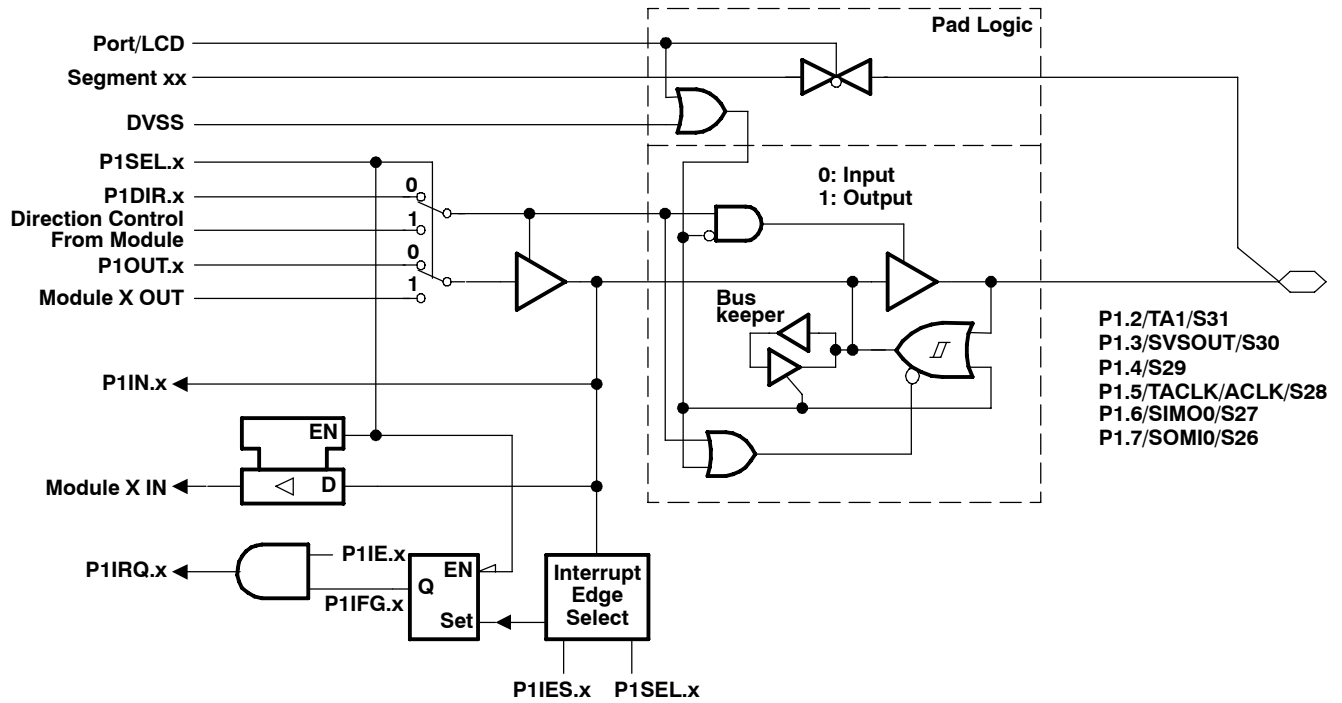 Pad Logic
Port/LCD
Segment xx
DVSS
P1SEL.x
P1DIR.x
0
Direction Control
From Module
1
P1OUT.x
0
Module X OUT
1
0: Input
1: Output
Bus
keeper
P1.2/TA1/S31
P1.3/SVSOUT/S30
P1.4/S29
P1.5/TACLK/ACLK/S28
P1.6/SIMO0/S27
P1.7/SOMI0/S26
P1IN.x
EN
Module X IN
D
P1IRQ.x
P1IE.x
P1IFG.x
EN
Q
Set
Interrupt
Edge
Select
P1IES.x
P1SEL.x